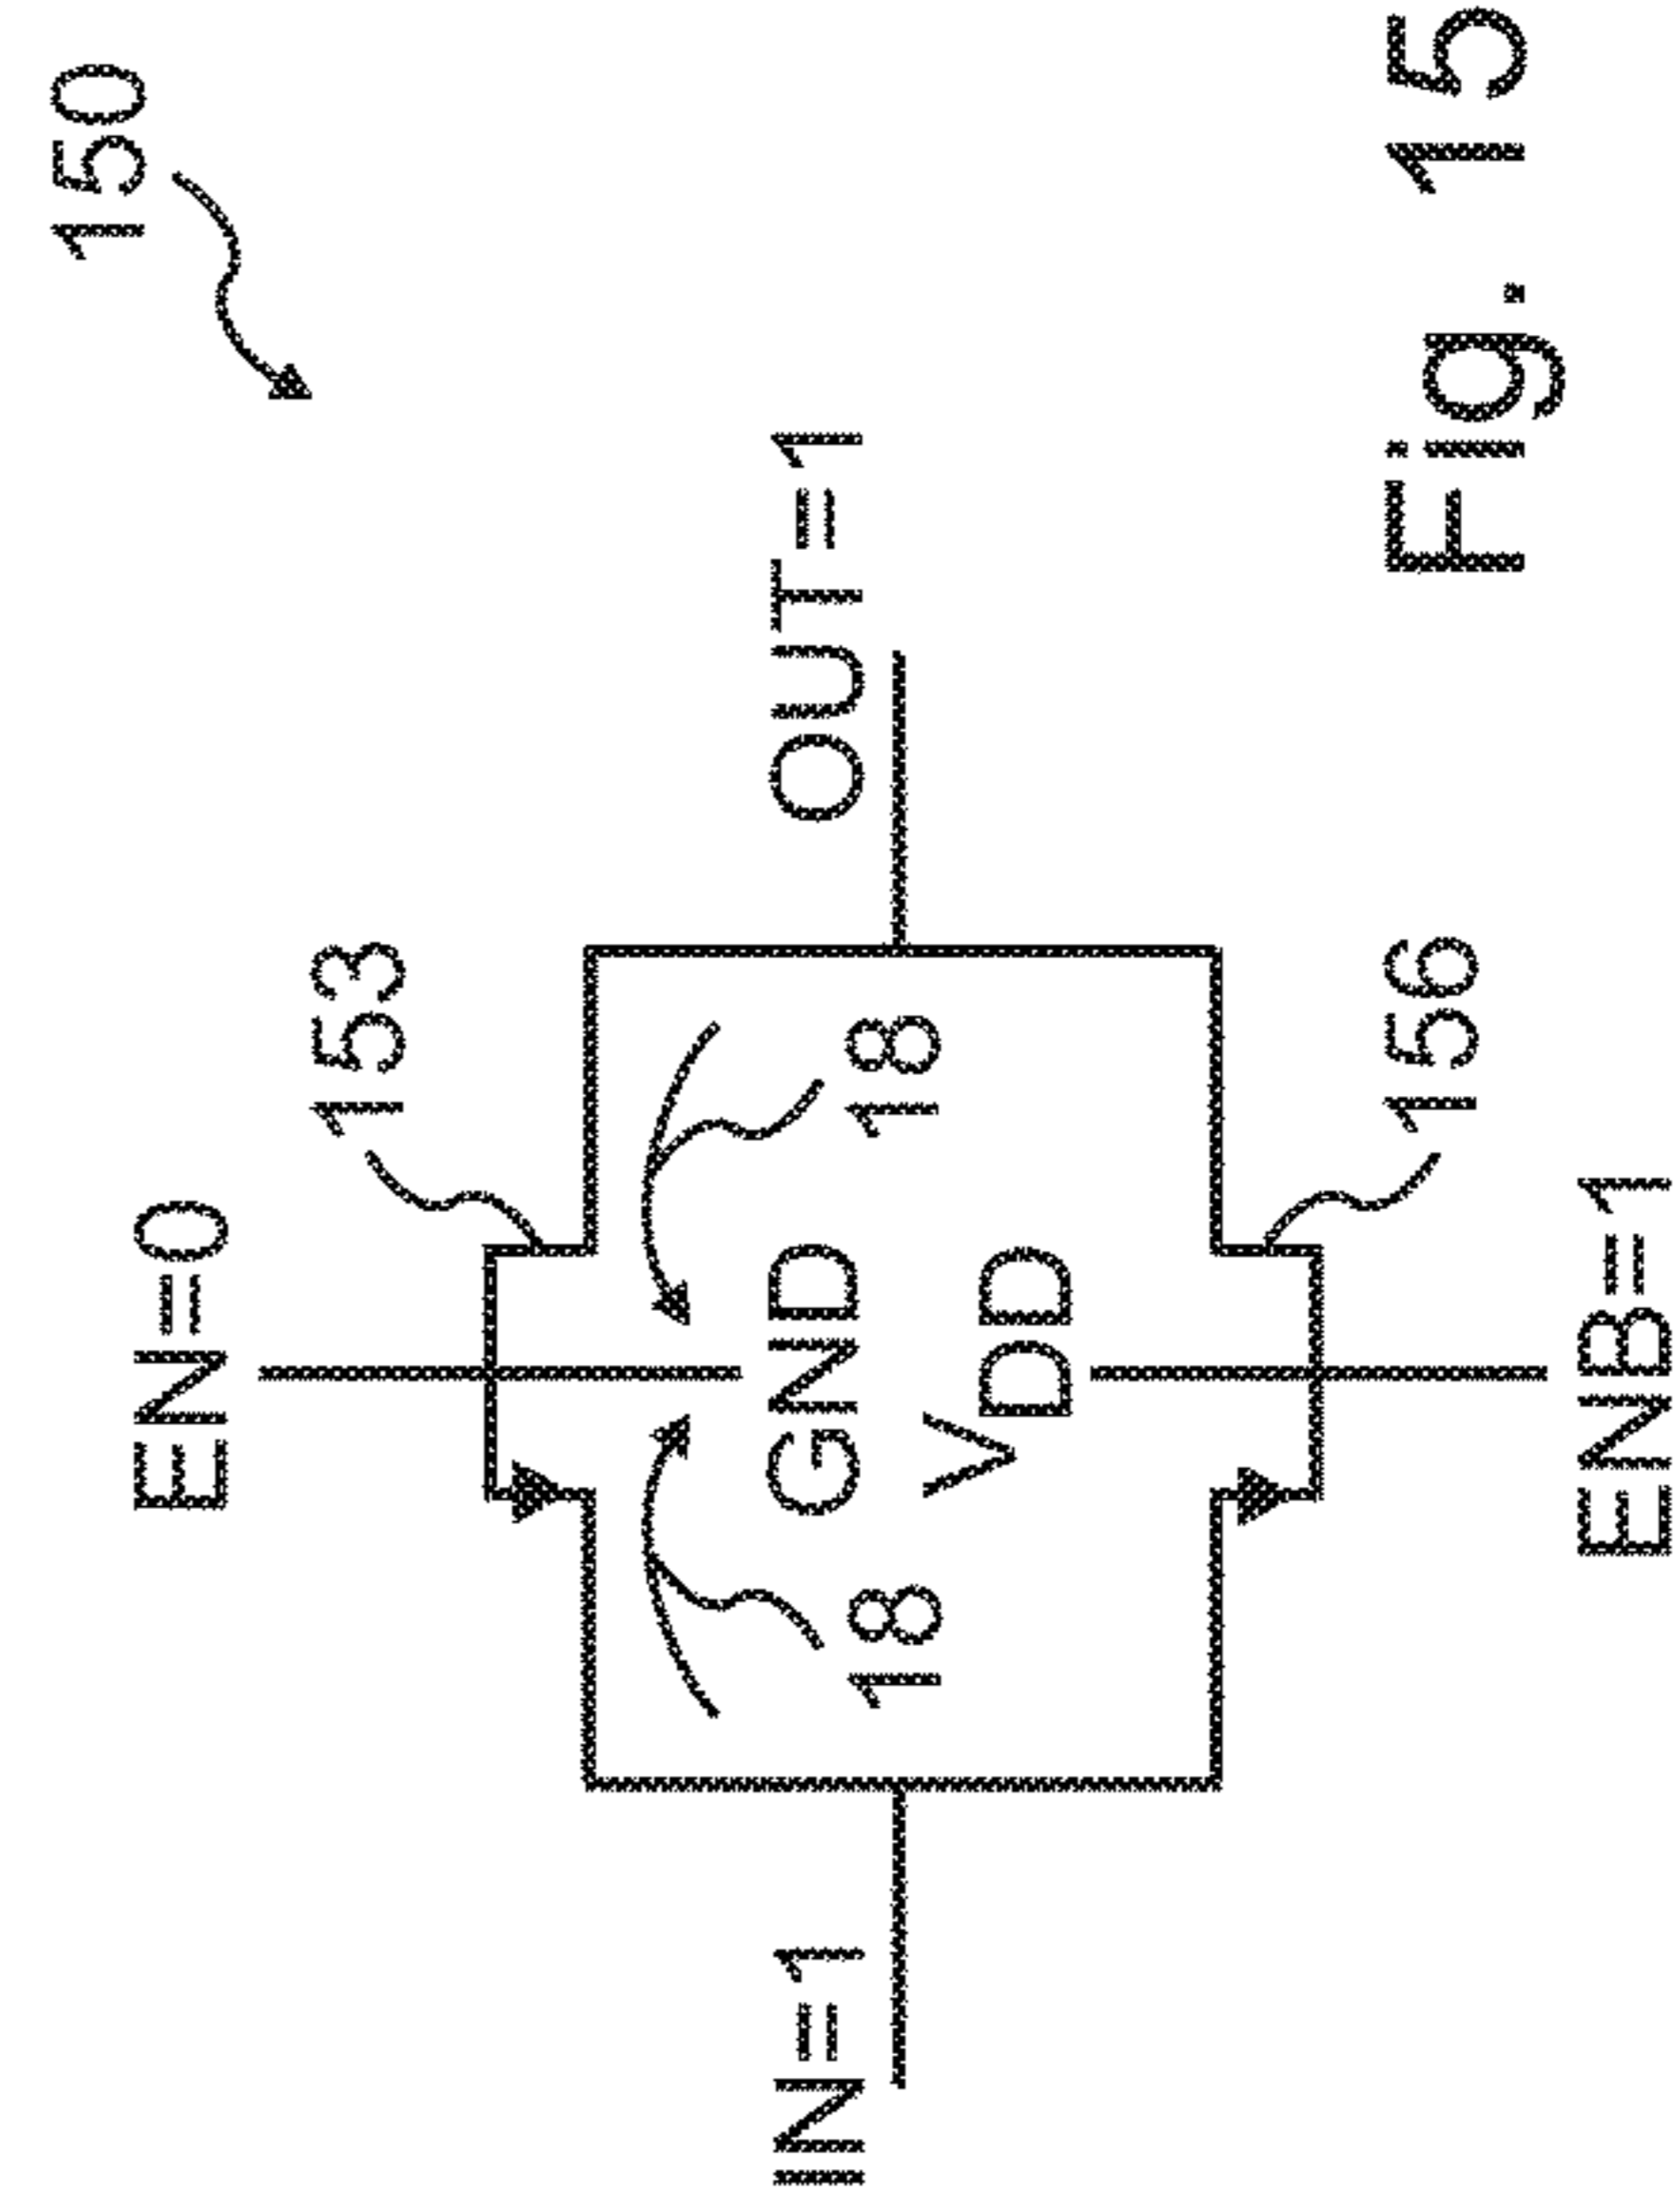 150
EN=0
153
18
18
IN=1
GND
OUT=1
VDD
156
ENB=1
Fig. 15